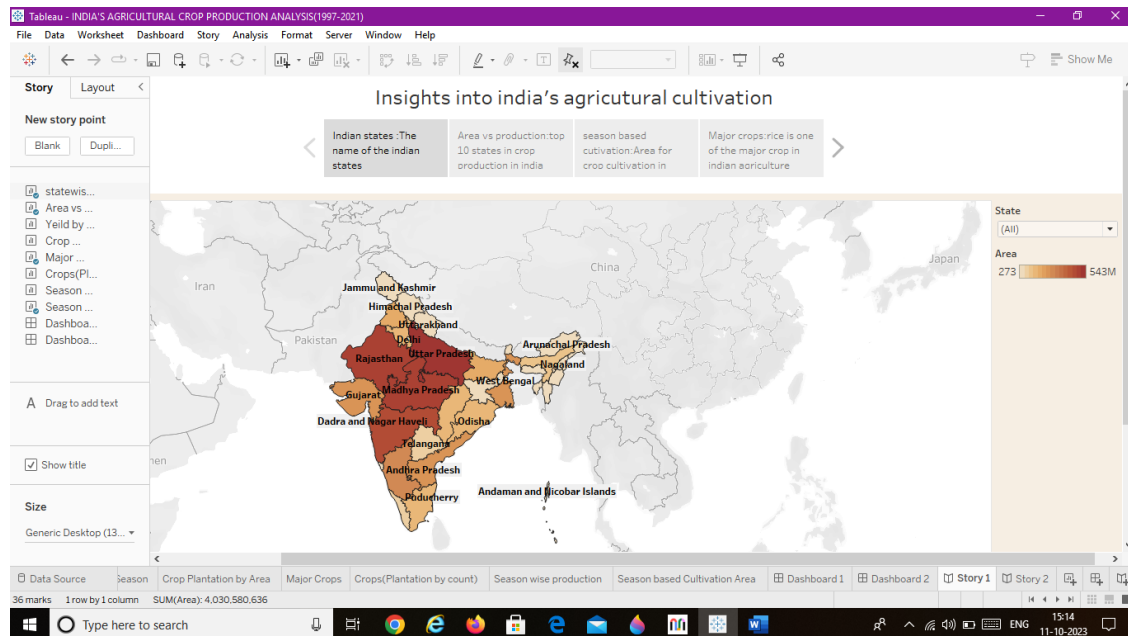 Tableau - INDIA'S AGRICULTURAL CROP PRODUCTION ANALYSIS(1997-2021)
File Data Worksheet Dashboard Story Analysis Format Server Window Help
Show Me
Story Layout
New story point
Blank Dupli...
statewis...
Area vs ...
Yeild by ...
Crop ...
Major ...
Crops(Pl...
Season ...
Season ...
Dashboa...
Dashboa...
A Drag to add text
Show title
Size
Generic Desktop (13...
Insights into india's agricutural cultivation
Indian states :The
name of the indian
states
Area vs production:top
10 states in crop
production in india
season based
cutivation:Area for
crop cultivation in
Major crops:rice is one
of the major crop in
indian agriculture
State
(All)
Area
273 543M
China
Japan
Iran
Pakistan
Jammu and Kashmir
Himachal Pradesh
Uttarakhand
Delhi
Arunachal Pradesh
Rajasthan
Uttar Pradesh
Nagaland
West Bengal
Gujarat
Madhya Pradesh
Dadra and Nagar Haveli
Odisha
Telangana
Andhra Pradesh
Puducherry
Andaman and Nicobar Islands
Data Source Season Crop Plantation by Area Major Crops Crops(Plantation by count) Season wise production Season based Cultivation Area Dashboard 1 Dashboard 2 Story 1 Story 2
36 marks 1 row by 1 column SUM(Area): 4,030,580,636
Type here to search
ENG
15:14
11-10-2023